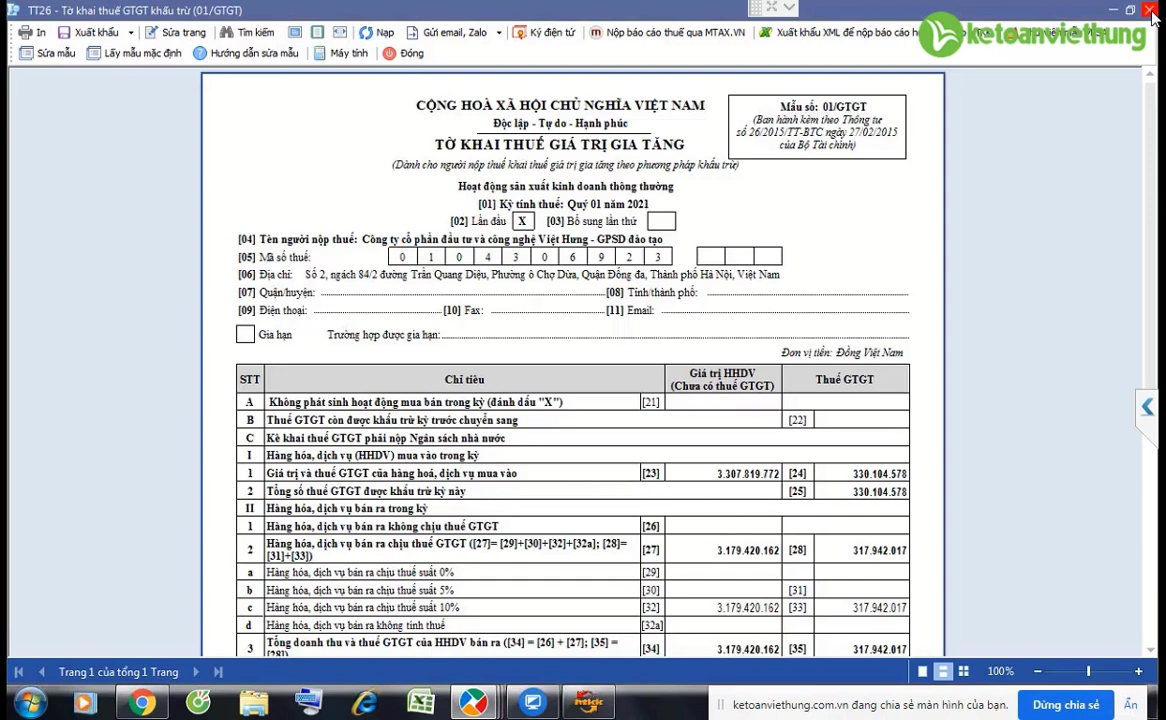 TT26 - Tờ khai thuế GTGT khấu trừ (01/GTGT)
In Xuất khẩu Sửa trang Tìm kiếm Nạp Gửi email, Zalo Ký điện tử Nộp báo cáo thuế qua MTAX.VN Xuất khẩu XML để nộp báo cáo
ketoanviethung
Sửa mẫu Lấy mẫu mặc định Hướng dẫn sửa mẫu Máy tính Đóng
CỘNG HOÀ XÃ HỘI CHỦ NGHĨA VIỆT NAM
Độc lập - Tự do - Hạnh phúc
TỜ KHAI THUẾ GIÁ TRỊ GIA TĂNG
(Dành cho người nộp thuế khai thuế giá trị gia tăng theo phương pháp khấu trừ)
Mẫu số: 01/GTGT
(Ban hành kèm theo Thông tư
số 26/2015/TT-BTC ngày 27/02/2015
của Bộ Tài chính)
Hoạt động sản xuất kinh doanh thông thường
[01] Kỳ tính thuế: Quý 01 năm 2021
[02] Lần đầu X [03] Bổ sung lần thứ
[04] Tên người nộp thuế: Công ty cổ phần đầu tư và công nghệ Việt Hưng - GPSD đào tạo
[05] Mã số thuế: 0 1 0 4 3 0 6 9 2 3
[06] Địa chỉ: Số 2, ngách 84/2 đường Trần Quang Diệu, Phường ô Chợ Dừa, Quận Đống đa, Thành phố Hà Nội, Việt Nam
[07] Quận/huyện: [08] Tỉnh/thành phố:
[09] Điện thoại: [10] Fax: [11] Email:
Gia hạn Trường hợp được gia hạn:
Đơn vị tiền: Đồng Việt Nam
STT Chỉ tiêu Giá trị HHDV (Chưa có thuế GTGT) Thuế GTGT
A Không phát sinh hoạt động mua bán trong kỳ (đánh dấu "X") [21]
B Thuế GTGT còn được khấu trừ kỳ trước chuyển sang [22]
C Kê khai thuế GTGT phải nộp Ngân sách nhà nước
I Hàng hóa, dịch vụ (HHDV) mua vào trong kỳ
1 Giá trị và thuế GTGT của hàng hoá, dịch vụ mua vào [23] 3.307.819.772 [24] 330.104.578
2 Tổng số thuế GTGT được khấu trừ kỳ này [25] 330.104.578
II Hàng hóa, dịch vụ bán ra trong kỳ
1 Hàng hóa, dịch vụ bán ra không chịu thuế GTGT [26]
2 Hàng hóa, dịch vụ bán ra chịu thuế GTGT ([27]= [29]+[30]+[32]+[32a]; [28]= [27] 3.179.420.162 [28] 317.942.017
[31]+[33])
a Hàng hóa, dịch vụ bán ra chịu thuế suất 0% [29]
b Hàng hóa, dịch vụ bán ra chịu thuế suất 5% [30] [31]
c Hàng hóa, dịch vụ bán ra chịu thuế suất 10% [32] 3.179.420.162 [33] 317.942.017
d Hàng hóa, dịch vụ bán ra không tính thuế [32a]
3 Tổng doanh thu và thuế GTGT của HHDV bán ra ([34] = [26] + [27]; [35] = [34] 3.179.420.162 [35] 317.942.017
[28])
Trang 1 của tổng 1 Trang 100%
ketoanviethung.com.vn đang chia sẻ màn hình của bạn. Dừng chia sẻ Ẩn